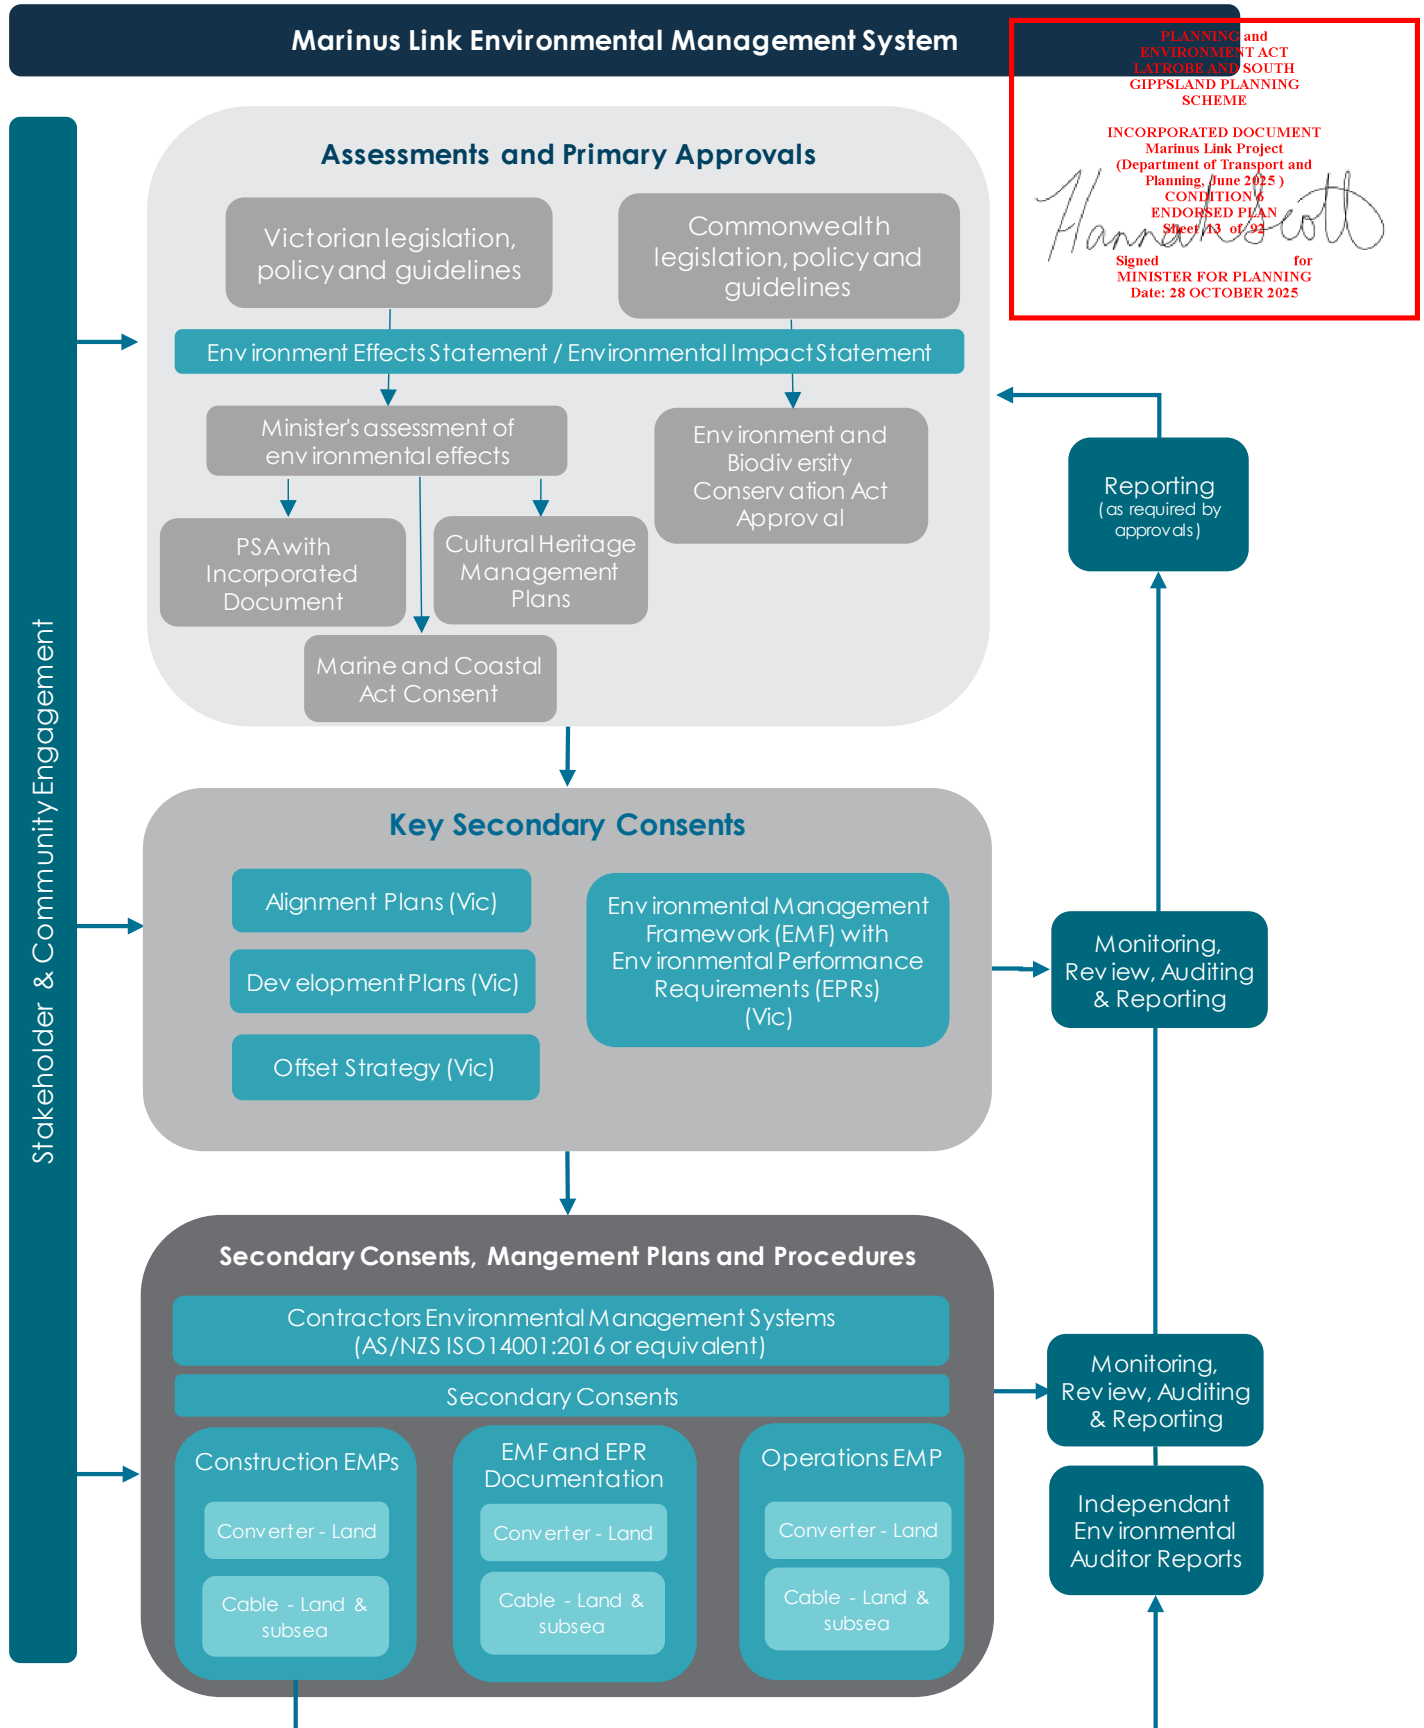 Marinus Link Environmental Management System
PLANNING and
ENVIRONMENT ACT
LATROBE AND SOUTH
GIPPSLAND PLANNING
SCHEME
INCORPORATED DOCUMENT
Marinus Link Project
(Department of Transport and
Planning, June 2025 )
CONDITION 6
ENDORSED PLAN
Sheet 13 of 92
Hannah Scott
Signed for
MINISTER FOR PLANNING
Date: 28 OCTOBER 2025
Stakeholder & Community Engagement
Assessments and Primary Approvals
Victorian legislation,
policy and guidelines
Commonwealth
legislation, policy and
guidelines
Environment Effects Statement / Environmental Impact Statement
Minister's assessment of
environmental effects
Environment and
Biodiversity
Conservation Act
Approval
PSA with
Incorporated
Document
Cultural Heritage
Management
Plans
Marine and Coastal
Act Consent
Reporting
(as required by
approvals)
Key Secondary Consents
Alignment Plans (Vic)
Development Plans (Vic)
Offset Strategy (Vic)
Environmental Management
Framework (EMF) with
Environmental Performance
Requirements (EPRs)
(Vic)
Monitoring,
Review, Auditing
& Reporting
Secondary Consents, Mangement Plans and Procedures
Contractors Environmental Management Systems
(AS/NZS ISO 14001:2016 or equivalent)
Secondary Consents
Construction EMPs
Converter - Land
Cable - Land &
subsea
EMF and EPR
Documentation
Converter - Land
Cable - Land &
subsea
Operations EMP
Converter - Land
Cable - Land &
subsea
Monitoring,
Review, Auditing
& Reporting
Independant
Environmental
Auditor Reports